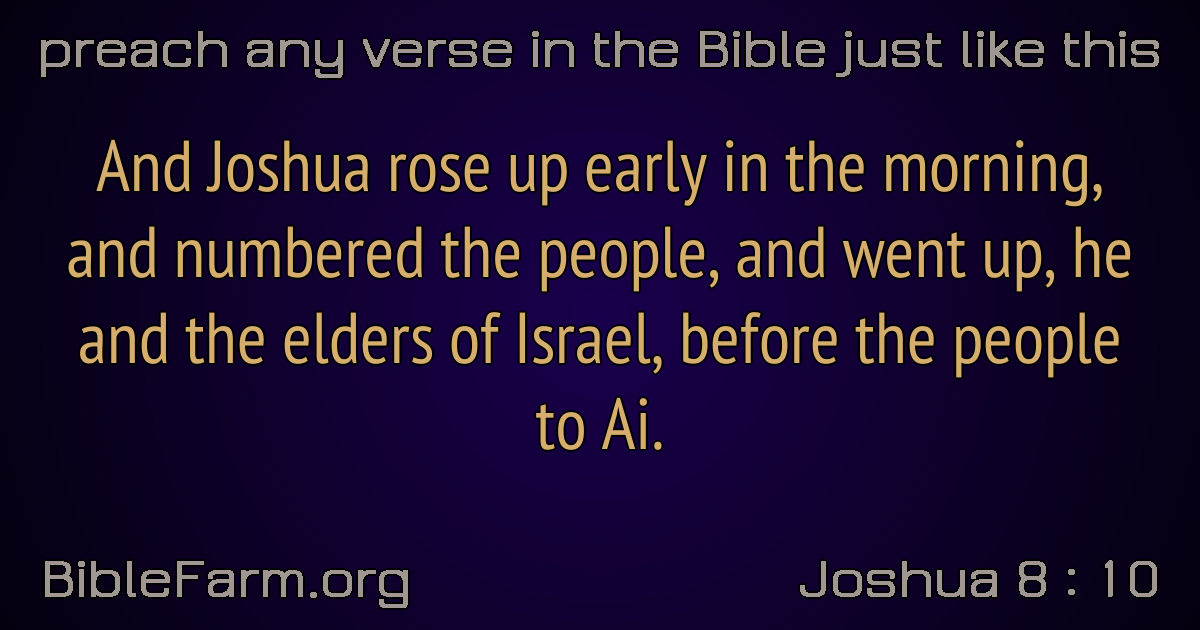 preach any verse in the Bible just like this
And Joshua rose up early in the morning,
and numbered the people, and went up, he
and the elders of Israel, before the people
to Ai.
BibleFarm.org
Joshua 8 : 10